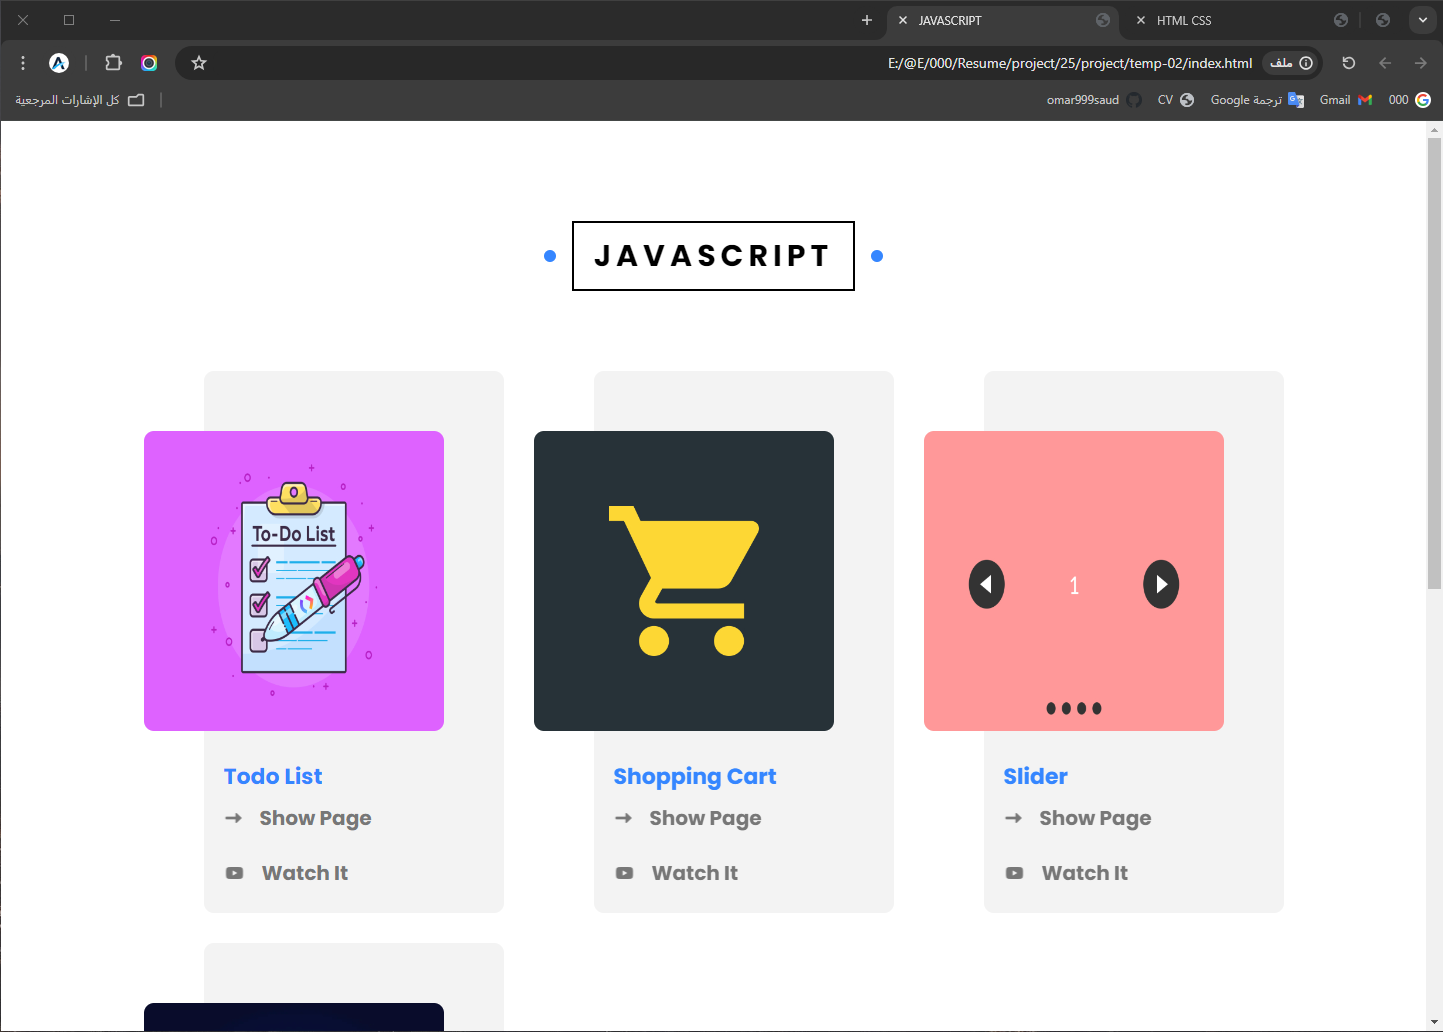 JAVASCRIPT
HTML CSS
E:/@E/000/Resume/project/25/project/temp-02/index.html
ملف
كل الإشارات المرجعية
omar999saud
CV
ترجمة Google
Gmail
000
JAVASCRIPT
To-Do List
1
Todo List
Show Page
Watch It
Shopping Cart
Show Page
Watch It
Slider
Show Page
Watch It